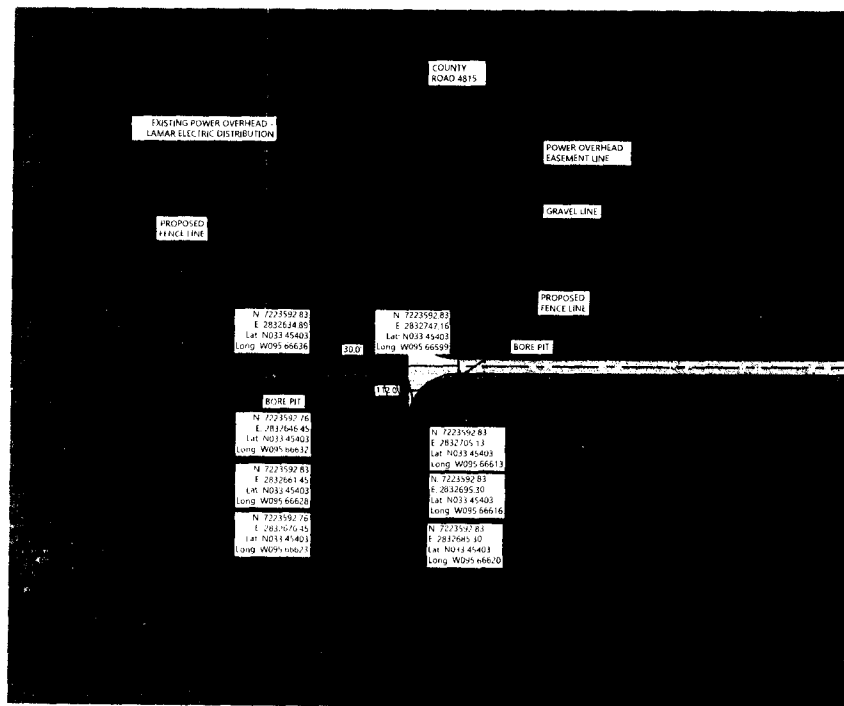 COUNTY
ROAD 4815
EXISTING POWER OVERHEAD -
LAMAR ELECTRIC DISTRIBUTION
POWER OVERHEAD
EASEMENT LINE
GRAVEL LINE
PROPOSED
FENCE LINE
PROPOSED
FENCE LINE
N: 7223592.83
E: 2832634.89
Lat: N033.45403
Long: W095.66636
N: 7223592.83
E: 2832747.16
Lat: N033.45403
Long: W095.66599
30.0'
BORE PIT
112.0'
BORE PIT
N: 7223592.76
E: 2832646.45
Lat: N033.45403
Long: W095.66632
N: 7223592.83
E: 2832661.45
Lat: N033.45403
Long: W095.66628
N: 7223592.76
E: 2832676.45
Lat: N033.45403
Long: W095.66623
N: 7223592.83
E: 2832705.13
Lat: N033.45403
Long: W095.66613
N: 7223592.83
E: 2832695.30
Lat: N033.45403
Long: W095.66616
N: 7223592.83
E: 2832685.30
Lat: N033.45403
Long: W095.66620